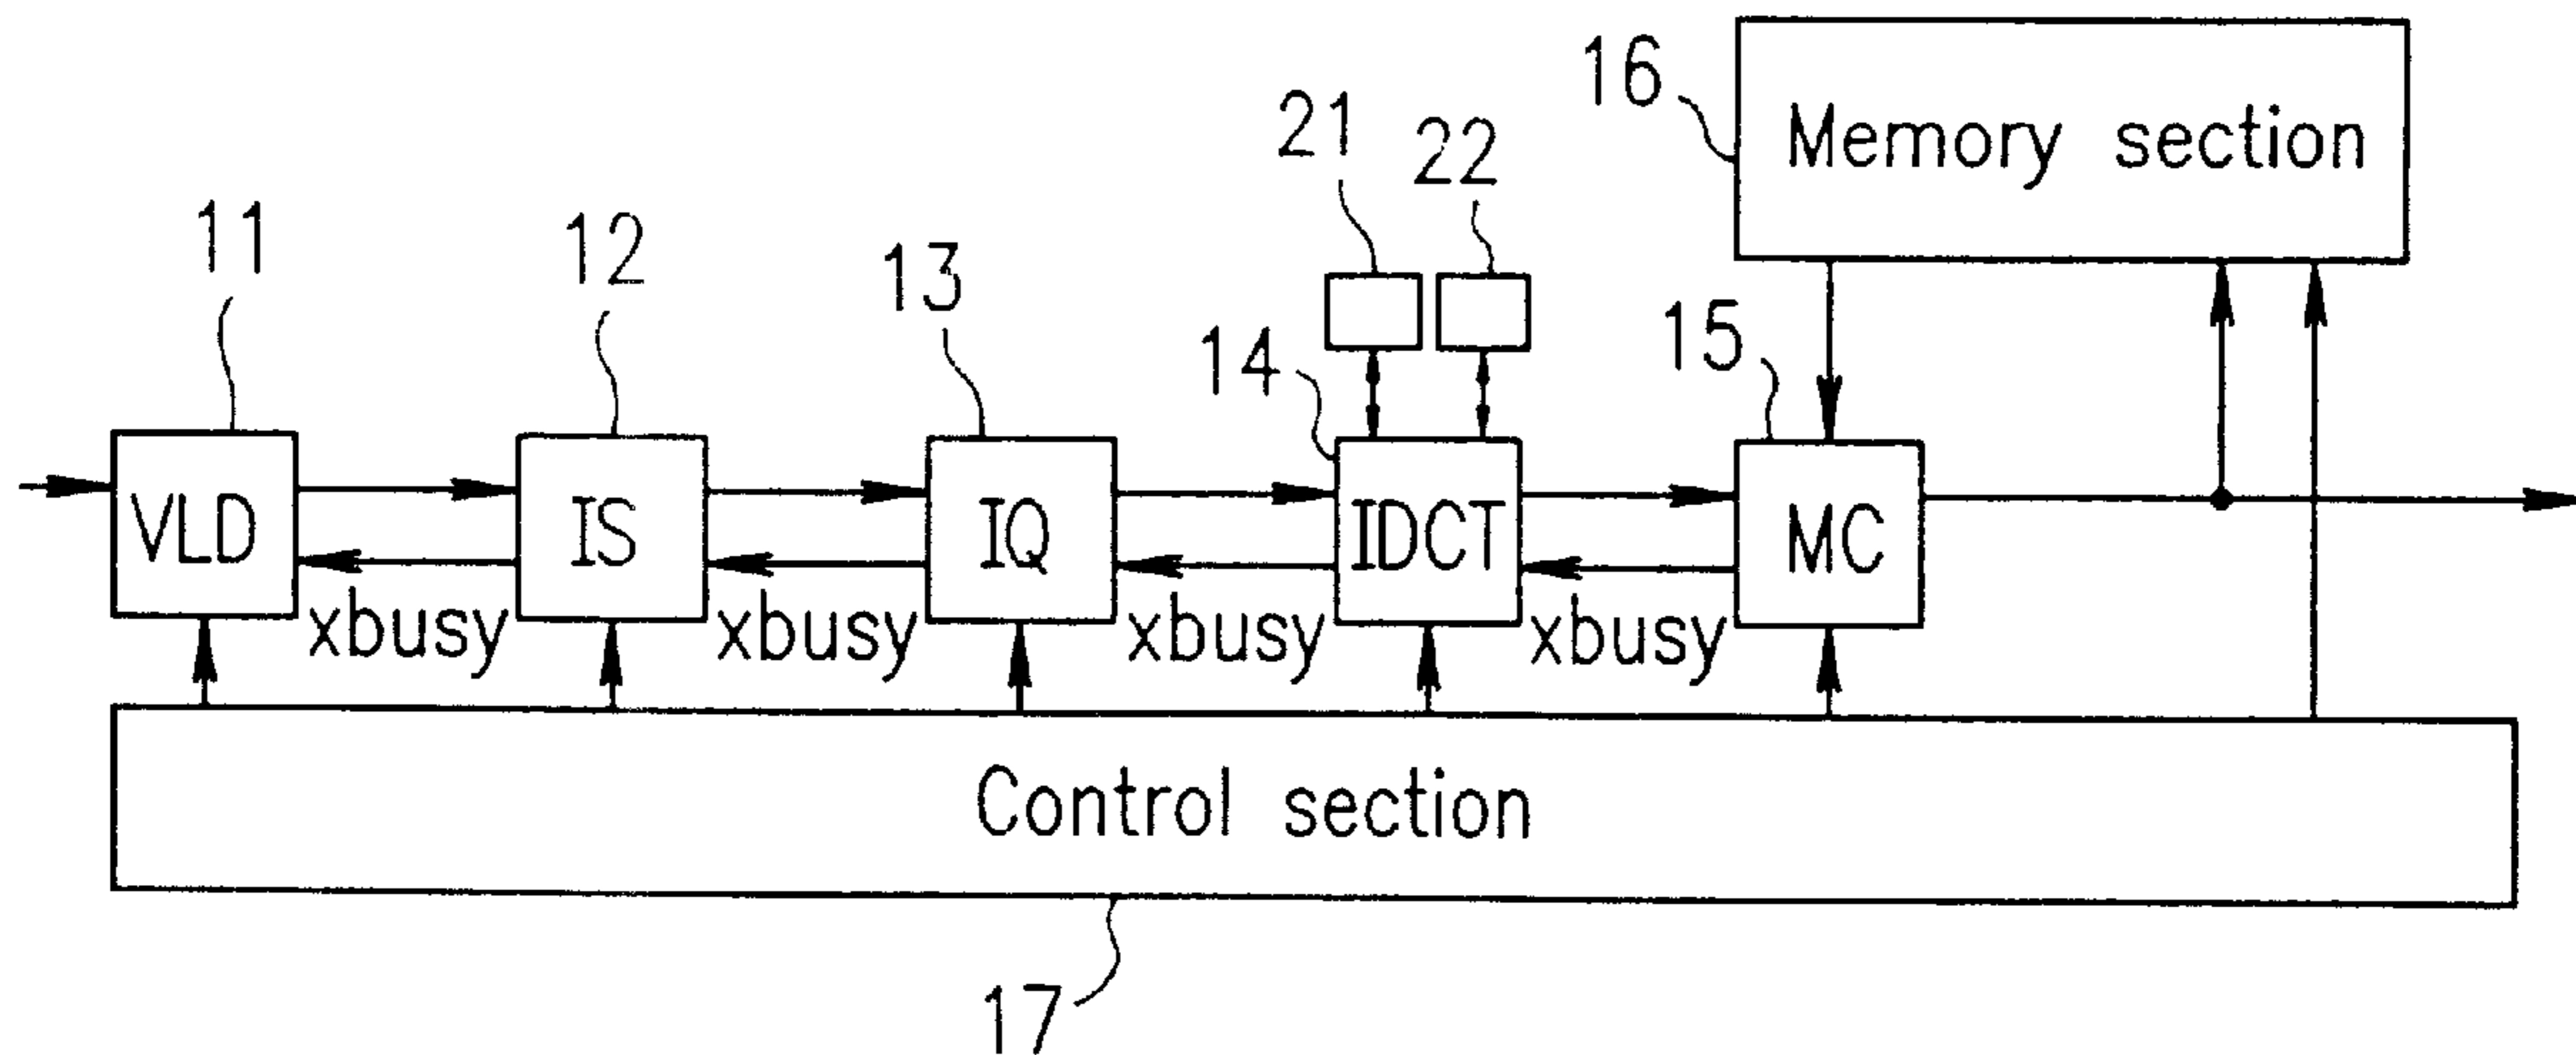 16
Memory section
21
22
11
12
13
14
15
VLD
IS
IQ
IDCT
MC
xbusy
xbusy
xbusy
xbusy
Control section
17